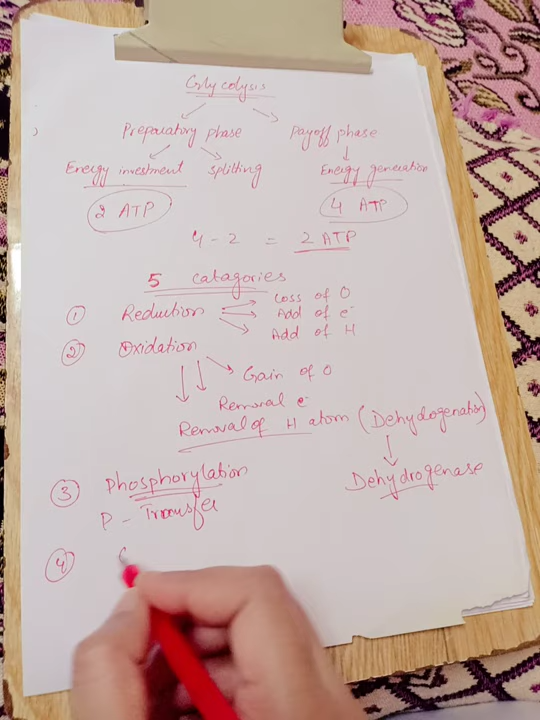 Glycolysis
Preparatory phase Payoff phase
Energy investment splitting Energy generation
2 ATP 4 ATP
4 - 2 = 2 ATP
5 Catagories
① Reduction Loss of O
Add of e-
Add of H
② Oxidation
Gain of O
Removal e-
Removal of H atom (Dehydrogenation)
③ Phosphorylation Dehydrogenase
P - Transfer
④